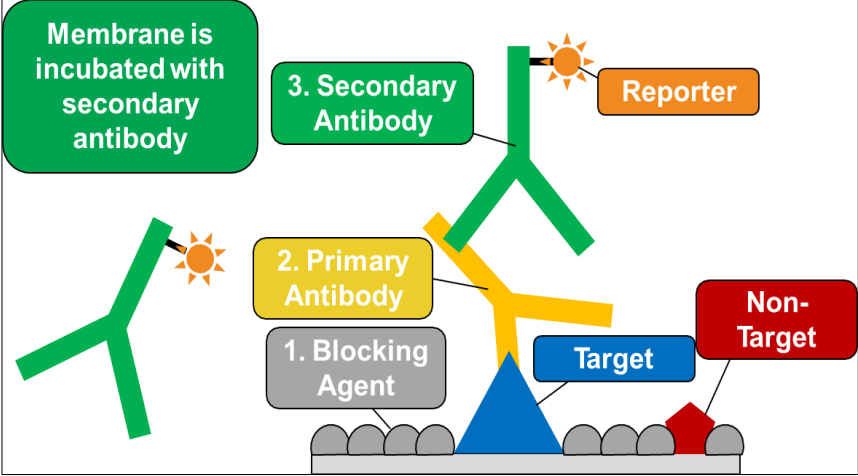 Membrane is
incubated with
secondary
antibody
3. Secondary
Antibody
Reporter
2. Primary
Antibody
1. Blocking
Agent
Target
Non-
Target